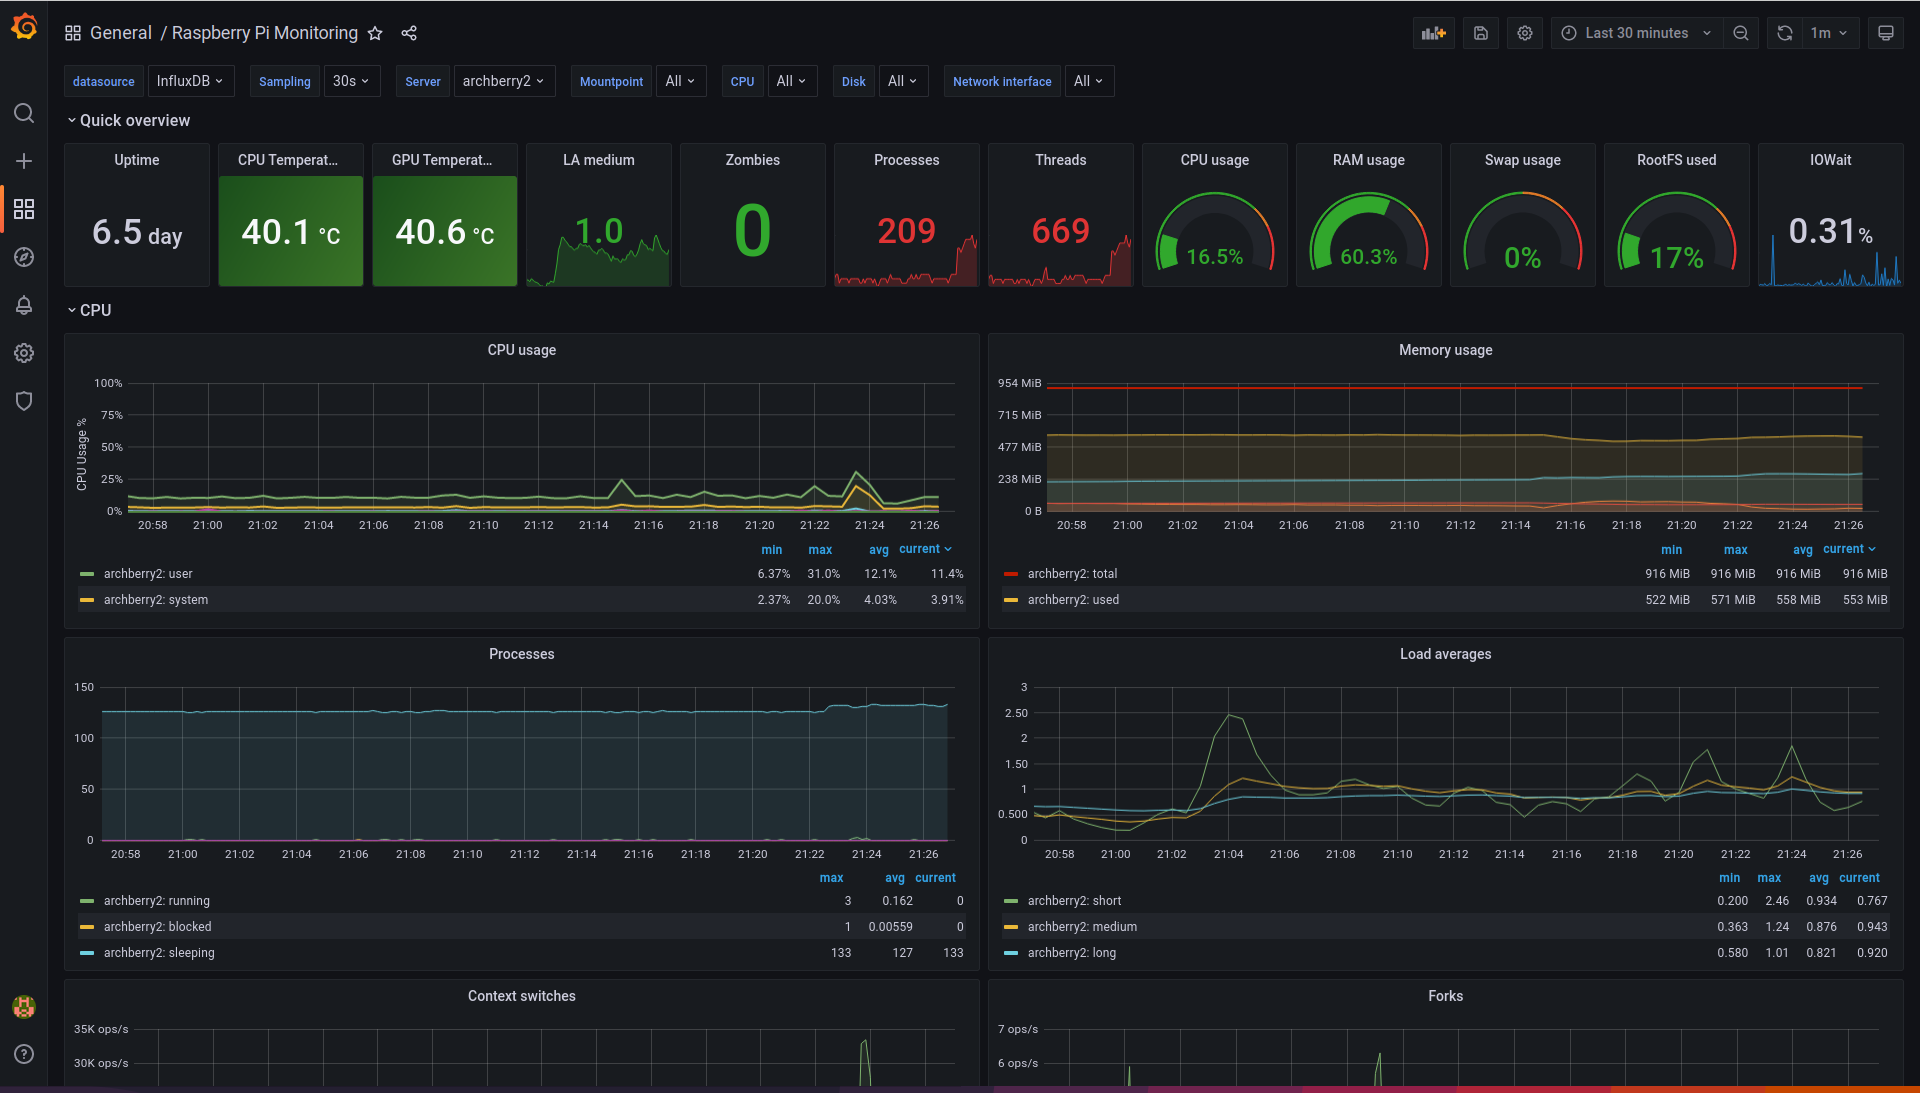 General / Raspberry Pi Monitoring
Last 30 minutes 1m
datasource InfluxDB Sampling 30s Server archberry2 Mountpoint All CPU All Disk All Network interface All
Quick overview
Uptime CPU Temperat... GPU Temperat... LA medium Zombies Processes Threads CPU usage RAM usage Swap usage RootFS used IOWait
6.5 day 40.1 °C 40.6 °C 1.0 0 209 669 16.5% 60.3% 0% 17% 0.31%
CPU
CPU usage
CPU Usage %
100%
75%
50%
25%
0%
20:58 21:00 21:02 21:04 21:06 21:08 21:10 21:12 21:14 21:16 21:18 21:20 21:22 21:24 21:26
min max avg current
archberry2: user 6.37% 31.0% 12.1% 11.4%
archberry2: system 2.37% 20.0% 4.03% 3.91%
Memory usage
954 MiB
715 MiB
477 MiB
238 MiB
0 B
20:58 21:00 21:02 21:04 21:06 21:08 21:10 21:12 21:14 21:16 21:18 21:20 21:22 21:24 21:26
min max avg current
archberry2: total 916 MiB 916 MiB 916 MiB 916 MiB
archberry2: used 522 MiB 571 MiB 558 MiB 553 MiB
Processes
150
100
50
0
20:58 21:00 21:02 21:04 21:06 21:08 21:10 21:12 21:14 21:16 21:18 21:20 21:22 21:24 21:26
max avg current
archberry2: running 3 0.162 0
archberry2: blocked 1 0.00559 0
archberry2: sleeping 133 127 133
Load averages
3
2.50
2
1.50
1
0.500
0
20:58 21:00 21:02 21:04 21:06 21:08 21:10 21:12 21:14 21:16 21:18 21:20 21:22 21:24 21:26
min max avg current
archberry2: short 0.200 2.46 0.934 0.767
archberry2: medium 0.363 1.24 0.876 0.943
archberry2: long 0.580 1.01 0.821 0.920
Context switches
35K ops/s
30K ops/s
Forks
7 ops/s
6 ops/s